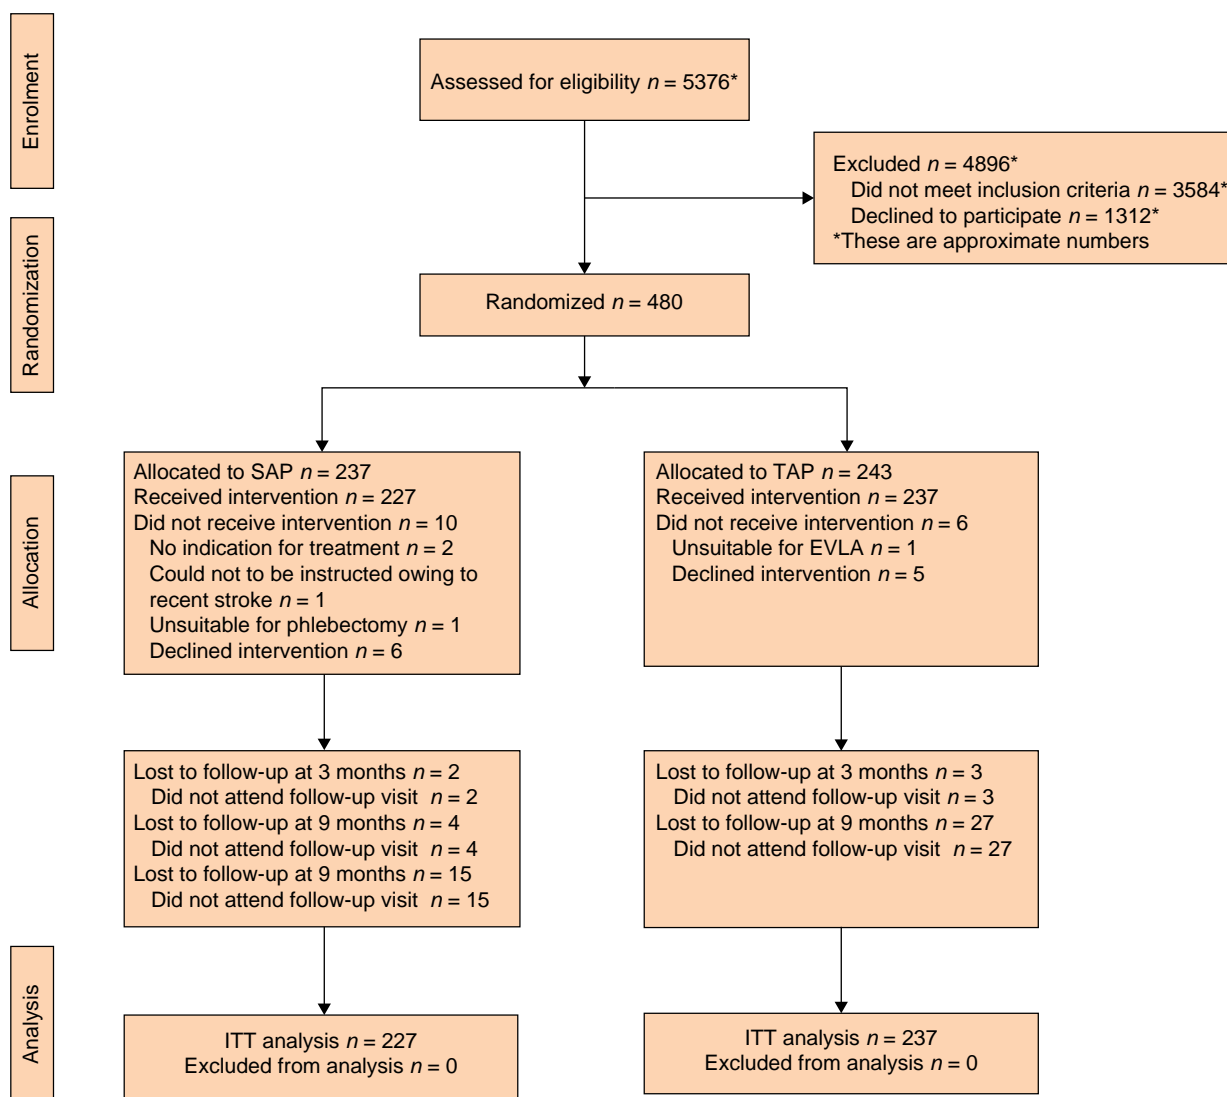 Enrolment
Assessed for eligibility n = 5376*
Excluded n = 4896*
Did not meet inclusion criteria n = 3584*
Declined to participate n = 1312*
*These are approximate numbers
Randomization
Randomized n = 480
Allocation
Allocated to SAP n = 237
Received intervention n = 227
Did not receive intervention n = 10
No indication for treatment n = 2
Could not to be instructed owing to
recent stroke n = 1
Unsuitable for phlebectomy n = 1
Declined intervention n = 6
Allocated to TAP n = 243
Received intervention n = 237
Did not receive intervention n = 6
Unsuitable for EVLA n = 1
Declined intervention n = 5
Lost to follow-up at 3 months n = 2
Did not attend follow-up visit n = 2
Lost to follow-up at 9 months n = 4
Did not attend follow-up visit n = 4
Lost to follow-up at 9 months n = 15
Did not attend follow-up visit n = 15
Lost to follow-up at 3 months n = 3
Did not attend follow-up visit n = 3
Lost to follow-up at 9 months n = 27
Did not attend follow-up visit n = 27
Analysis
ITT analysis n = 227
Excluded from analysis n = 0
ITT analysis n = 237
Excluded from analysis n = 0